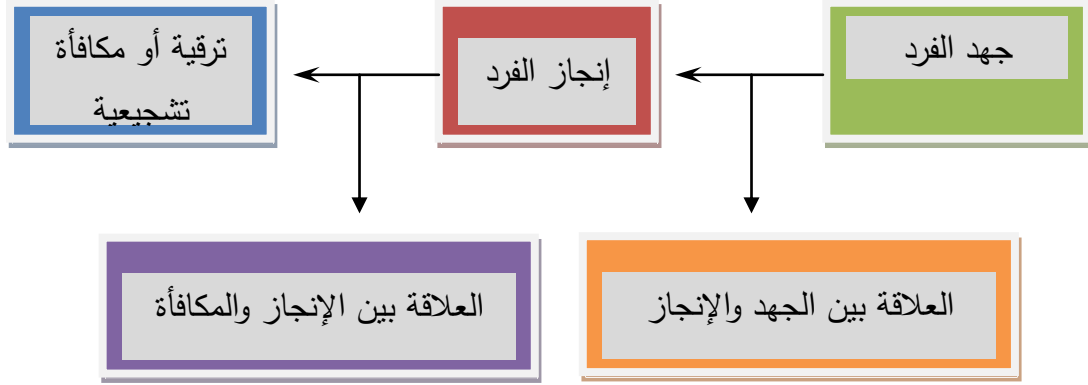 جهد الفرد
إنجاز الفرد
ترقية أو مكافأة
تشجيعية
العلاقة بين الجهد والإنجاز
العلاقة بين الإنجاز والمكافأة